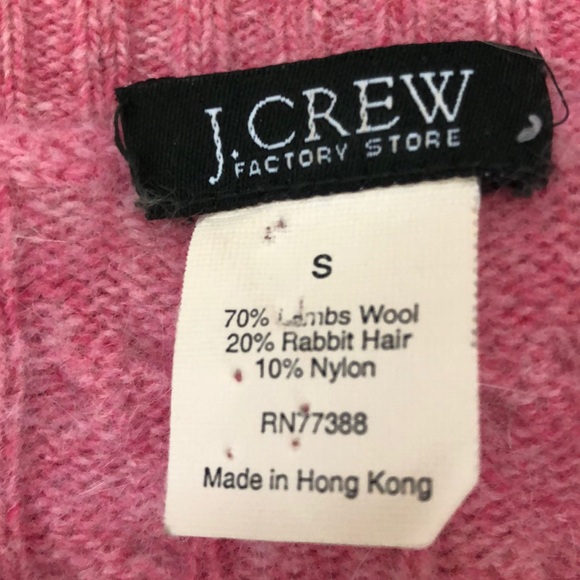 J.CREW
FACTORY STORE
S
70% Lambs Wool
20% Rabbit Hair
10% Nylon
RN77388
Made in Hong Kong